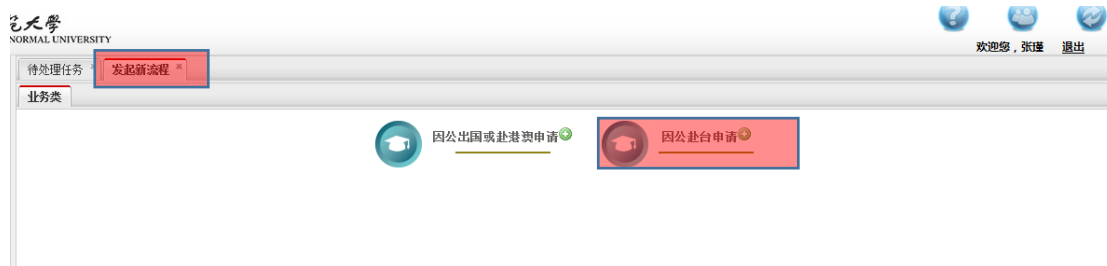 大學
NORMAL UNIVERSITY
欢迎您，张瑾 退出
待处理任务 发起新流程
业务类
因公出国或赴港澳申请 因公赴台申请